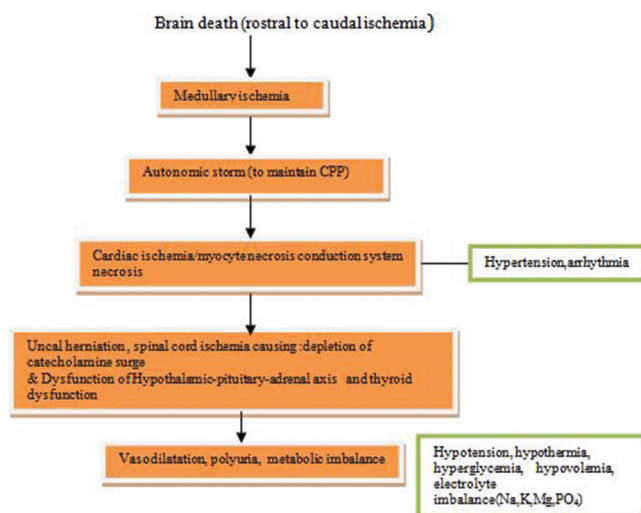 Brain death (rostral to caudal ischemia)
Medullary ischemia
Autonomic storm (to maintain CPP)
Cardiac ischemia/myocyte necrosis conduction system
necrosis
Hypertension,arrhythmia
Uncal herniation, spinal cord ischemia causing :depletion of
catecholamine surge
& Dysfunction of Hypothalamic-pituitary-adrenal axis and thyroid
dysfunction
Vasodilatation, polyuria, metabolic imbalance
Hypotension, hypothermia,
hyperglycemia, hypovolemia,
electrolyte
imbalance(Na,K,Mg,PO₄)